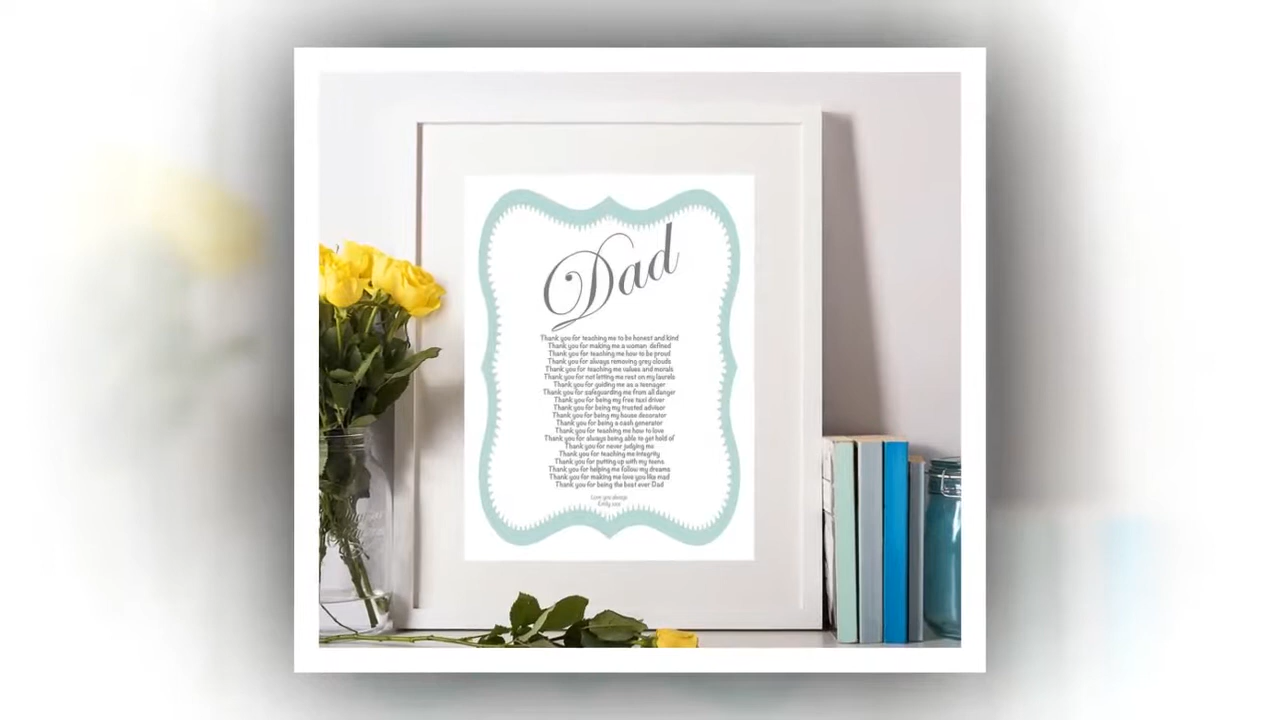 Dad
Thank you for teaching me to be honest and kind
Thank you for making me a woman defined
Thank you for teaching me how to be proud
Thank you for always removing grey clouds
Thank you for teaching me values and morals
Thank you for not letting me rest on my laurels
Thank you for guiding me as a teenager
Thank you for safeguarding me from all danger
Thank you for being my free taxi driver
Thank you for being my trusted advisor
Thank you for being my house decorator
Thank you for being a cash generator
Thank you for teaching me how to love
Thank you for always being able to get hold of
Thank you for never judging me
Thank you for teaching me integrity
Thank you for putting up with my teens
Thank you for helping me follow my dreams
Thank you for making me love you like mad
Thank you for being the best ever Dad
Love you always
Emily